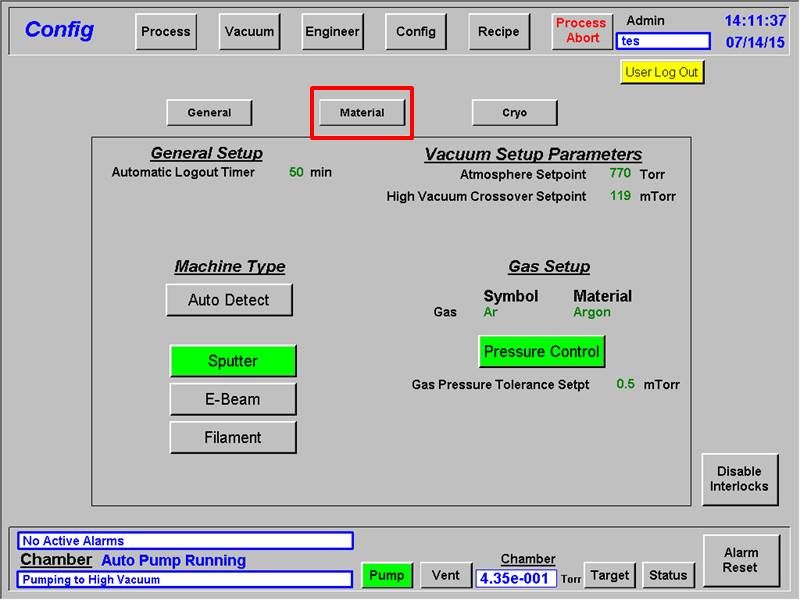 Config
Process
Vacuum
Engineer
Config
Recipe
Process
Abort
Admin
tes
14:11:37
07/14/15
User Log Out
General
Material
Cryo
General Setup
Automatic Logout Timer 50 min
Vacuum Setup Parameters
Atmosphere Setpoint 770 Torr
High Vacuum Crossover Setpoint 119 mTorr
Machine Type
Auto Detect
Sputter
E-Beam
Filament
Gas Setup
Symbol Material
Gas Ar Argon
Pressure Control
Gas Pressure Tolerance Setpt 0.5 mTorr
Disable
Interlocks
No Active Alarms
Chamber Auto Pump Running
Pumping to High Vacuum
Pump
Vent
Chamber
4.35e-001 Torr
Target
Status
Alarm
Reset